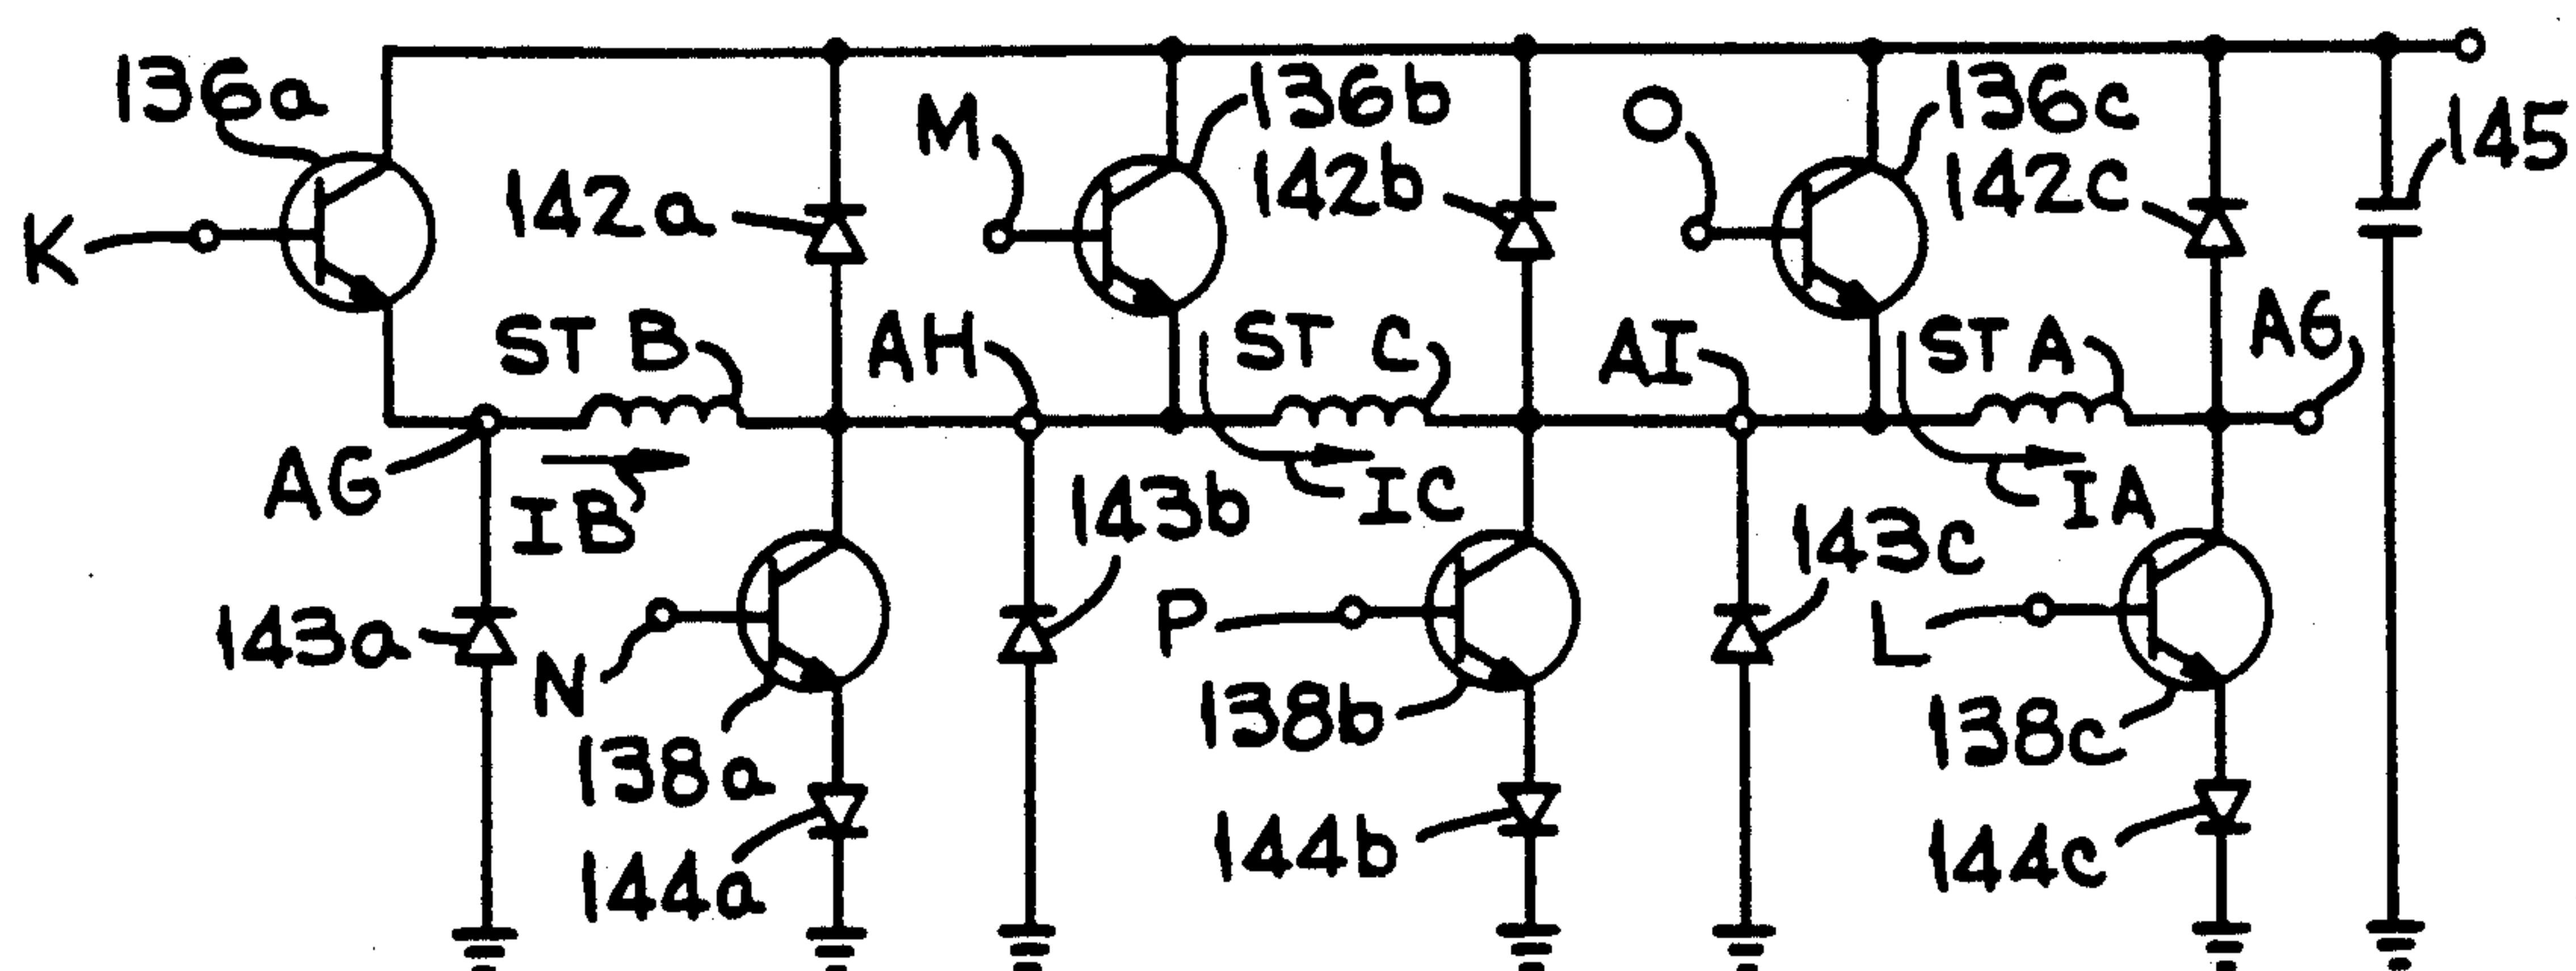 136a
M
136b
O
136c
145
142a
142b
142c
K
ST B
AH
ST C
AI
ST A
AG
AG
IB
143b
IC
143c
IA
143a
N
P
L
138a
138b
138c
144a
144b
144c